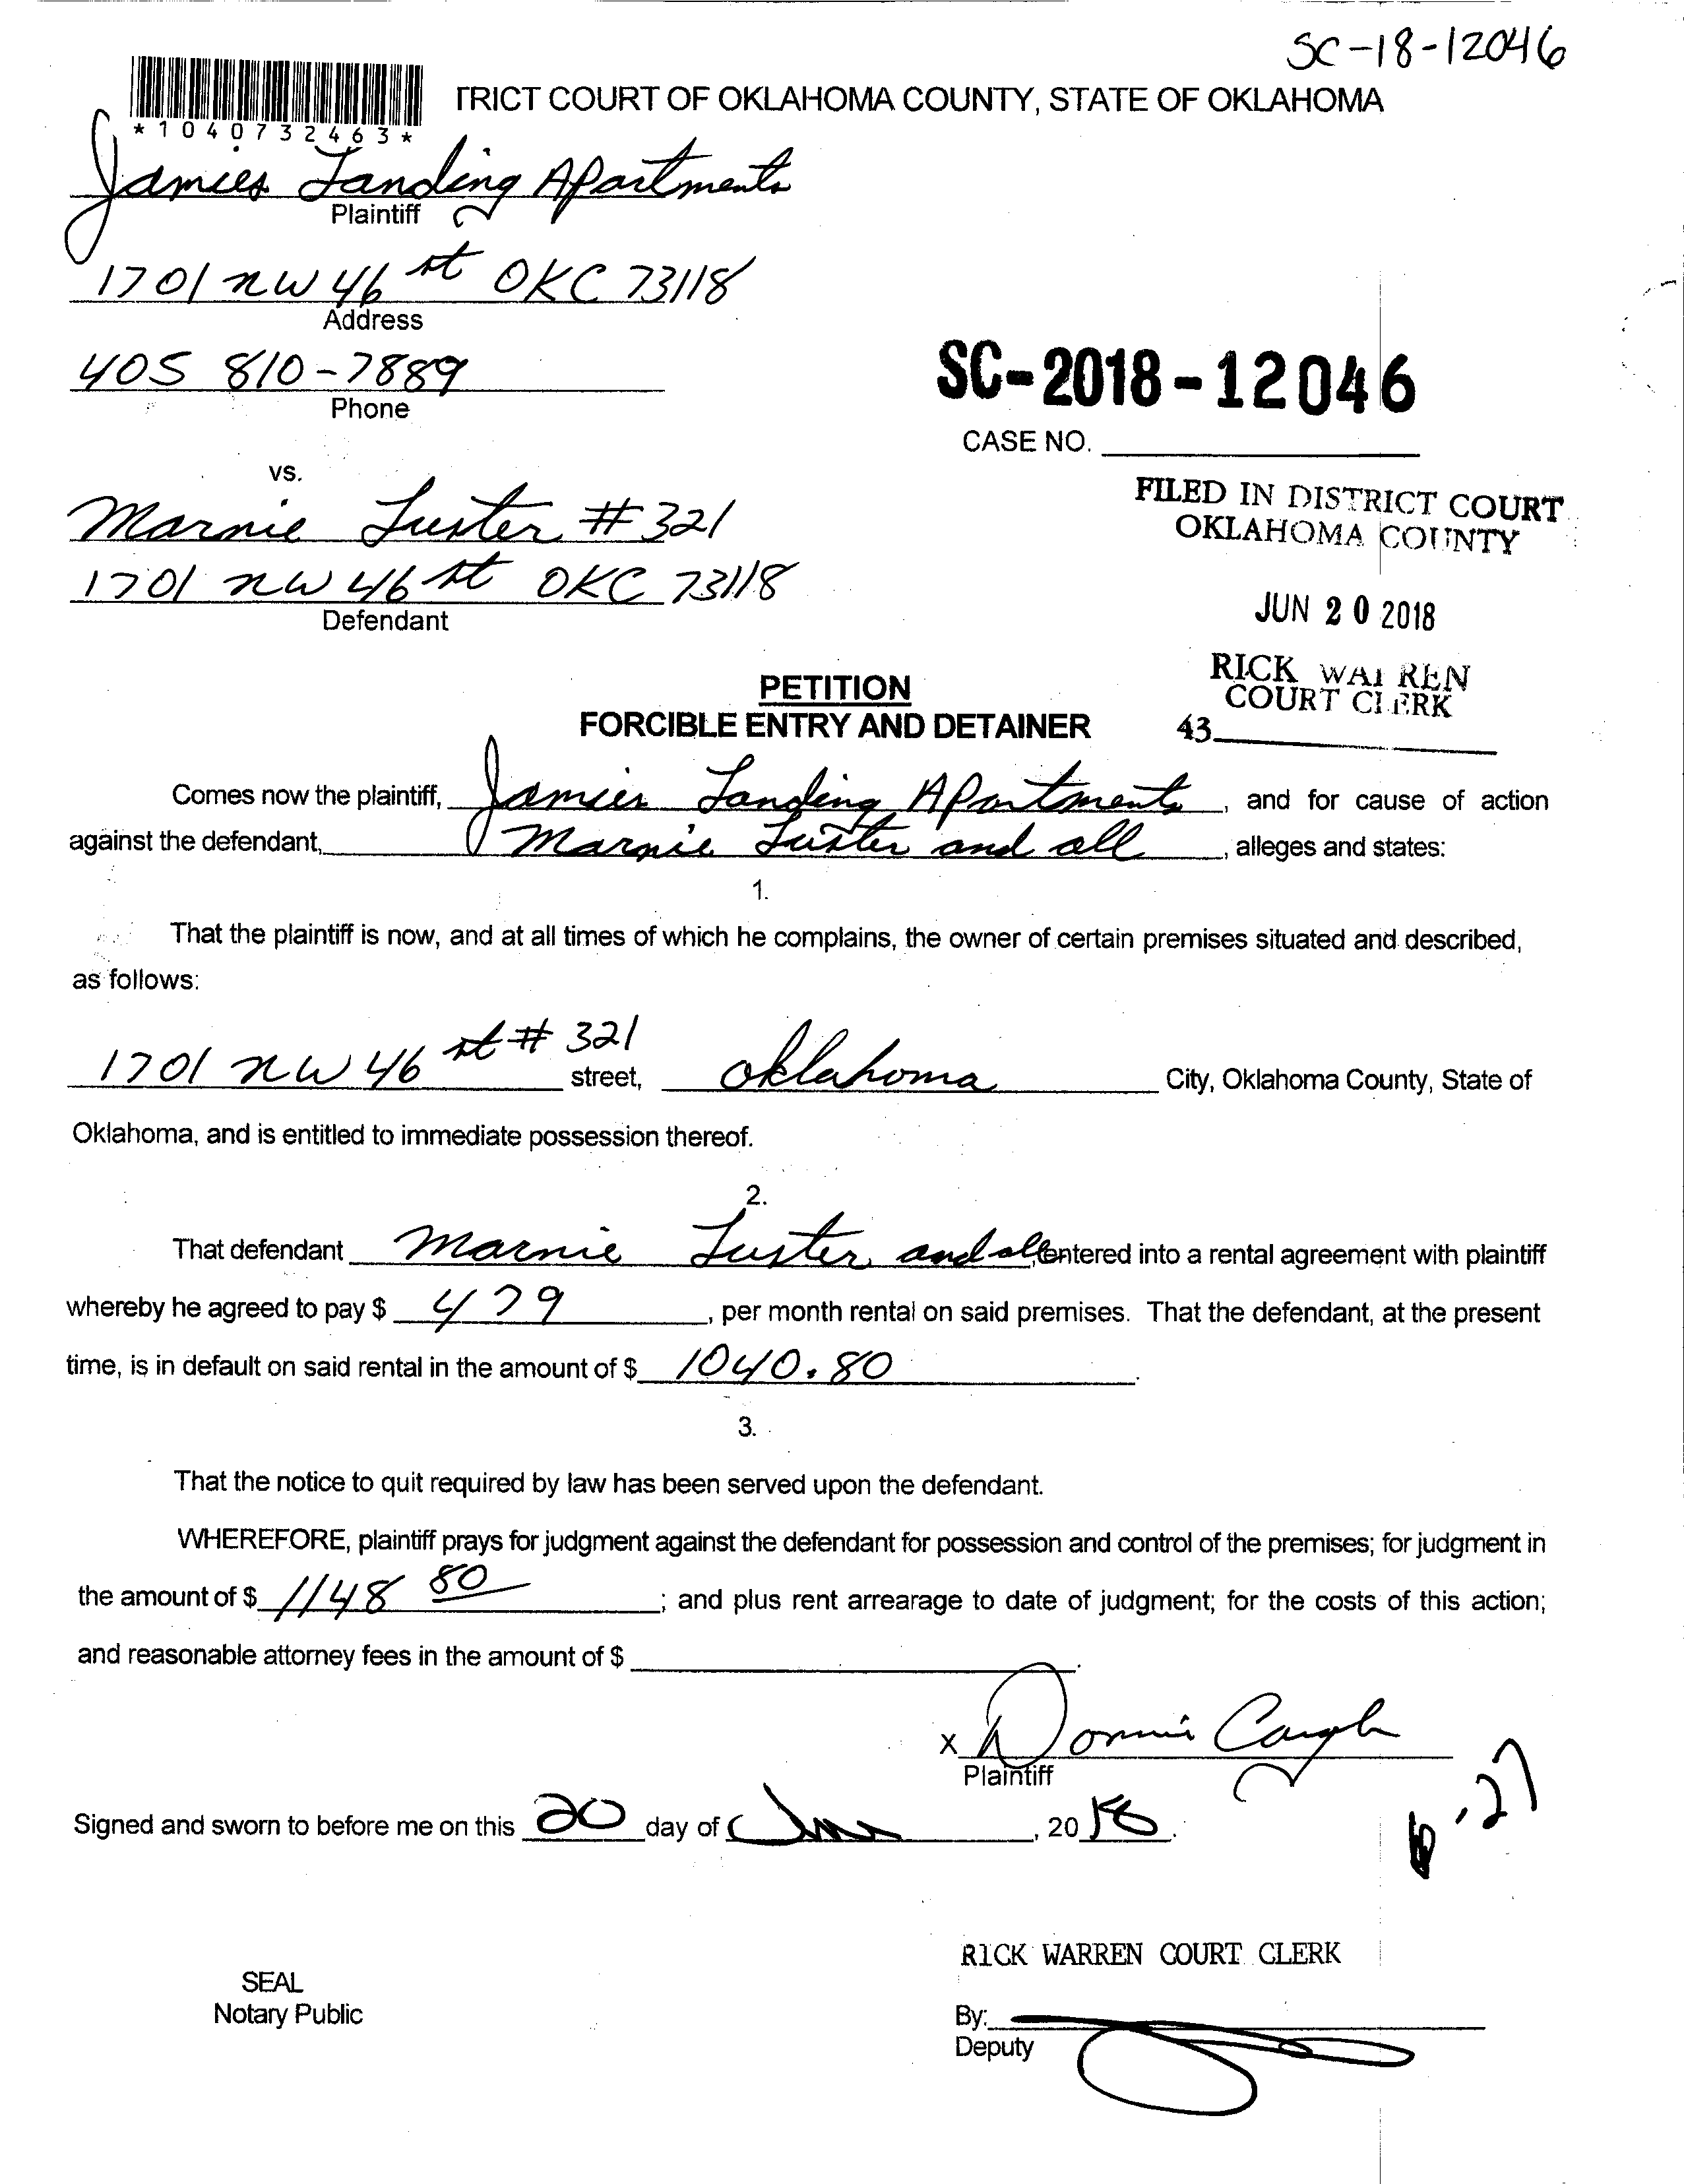 SC-18-12046
*1040732463*
TRICT COURT OF OKLAHOMA COUNTY, STATE OF OKLAHOMA
Jamies Landing Apartments
Plaintiff
1701 NW 46 st OKC 73118
Address
405 810-7889
Phone
SC-2018-12046
CASE NO.
vs.
Marnie Luster #321
1701 NW 46 st OKC 73118
Defendant
FILED IN DISTRICT COURT
OKLAHOMA COUNTY
JUN 20 2018
RICK WARREN
COURT CLERK
43
PETITION
FORCIBLE ENTRY AND DETAINER
Comes now the plaintiff, Jamies Landing Apartments, and for cause of action
against the defendant, Marnie Luster and all, alleges and states:
1.
That the plaintiff is now, and at all times of which he complains, the owner of certain premises situated and described,
as follows:
1701 NW 46 st # 321 street, Oklahoma City, Oklahoma County, State of
Oklahoma, and is entitled to immediate possession thereof.
2.
That defendant Marnie Luster and all, entered into a rental agreement with plaintiff
whereby he agreed to pay $ 479, per month rental on said premises. That the defendant, at the present
time, is in default on said rental in the amount of $ 1040.80.
3.
That the notice to quit required by law has been served upon the defendant.
WHEREFORE, plaintiff prays for judgment against the defendant for possession and control of the premises; for judgment in
the amount of $ 1148 80; and plus rent arrearage to date of judgment; for the costs of this action;
and reasonable attorney fees in the amount of $.
X Donni
Plaintiff
Signed and sworn to before me on this 20 day of June, 2018.
6.27
RICK WARREN COURT CLERK
SEAL
Notary Public
By:
Deputy